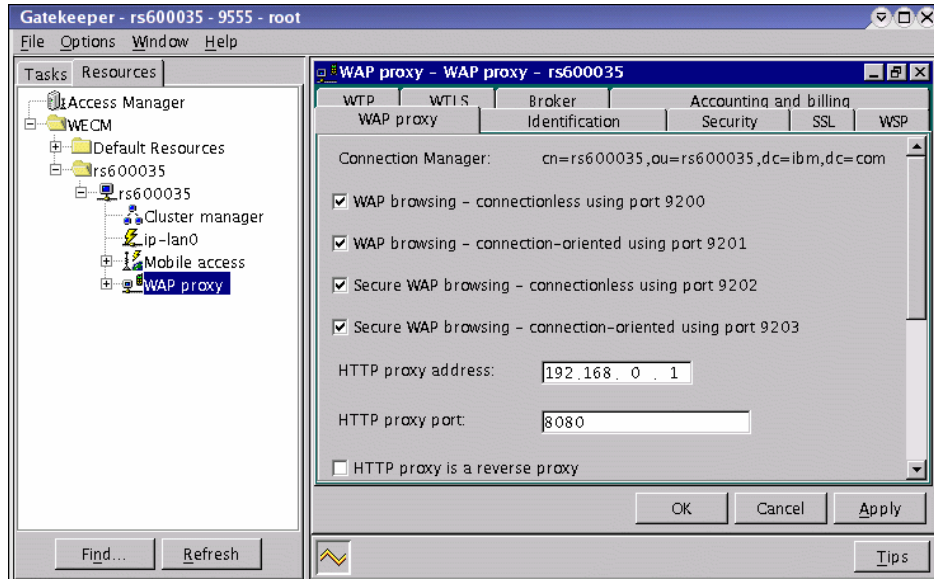 Gatekeeper - rs600035 - 9555 - root
File Options Window Help
Tasks Resources
Access Manager
WECM
Default Resources
rs600035
rs600035
Cluster manager
ip-lan0
Mobile access
WAP proxy
Find...
Refresh
WAP proxy - WAP proxy - rs600035
WTP WTLS Broker Accounting and billing
WAP proxy Identification Security SSL WSP
Connection Manager: cn=rs600035,ou=rs600035,dc=ibm,dc=com
WAP browsing - connectionless using port 9200
WAP browsing - connection-oriented using port 9201
Secure WAP browsing - connectionless using port 9202
Secure WAP browsing - connection-oriented using port 9203
HTTP proxy address: 192.168. 0 . 1
HTTP proxy port: 8080
HTTP proxy is a reverse proxy
OK Cancel Apply
Tips